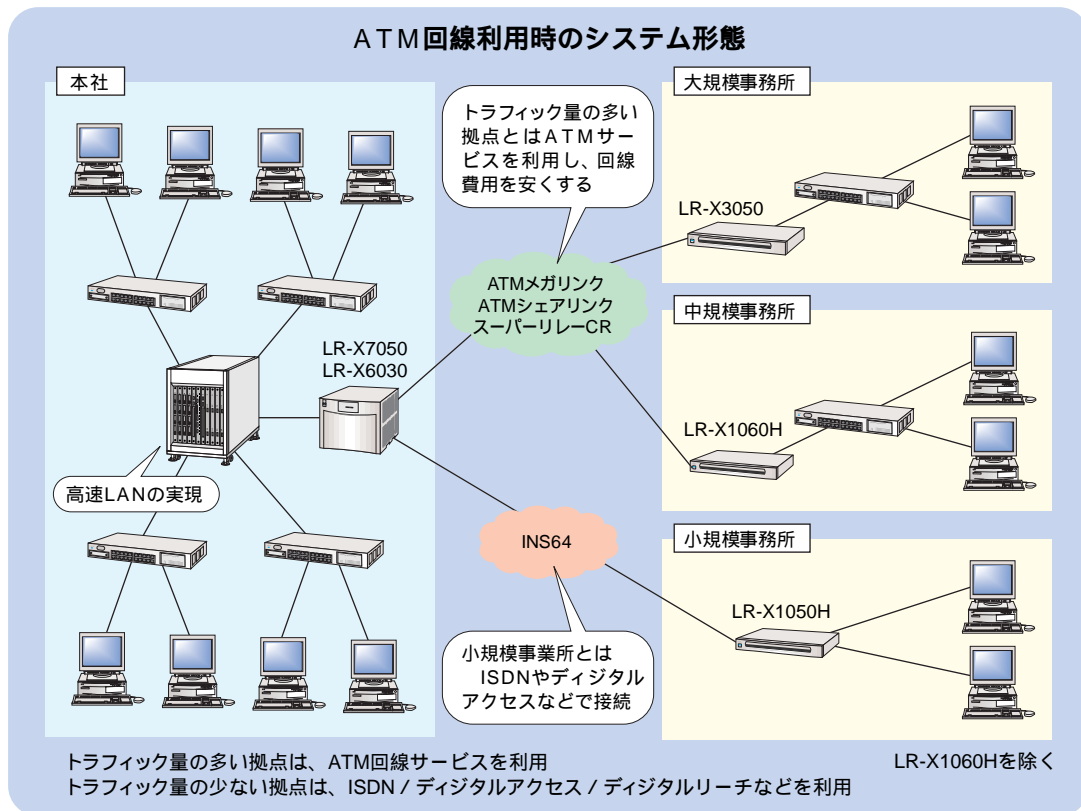 ATM回線利用時のシステム形態
本社
高速LANの実現
LR-X7050
LR-X6030
トラフィック量の多い
拠点とはATMサー
ビスを利用し、回線
費用を安くする
ATMメガリンク
ATMシェアリンク
スーパーリレーCR
INS64
小規模事業所とは
ISDNやディジタル
アクセスなどで接続
大規模事務所
LR-X3050
中規模事務所
LR-X1060H
小規模事務所
LR-X1050H
トラフィック量の多い拠点は、ATM回線サービスを利用
LR-X1060Hを除く
トラフィック量の少ない拠点は、ISDN / ディジタルアクセス / ディジタルリーチなどを利用